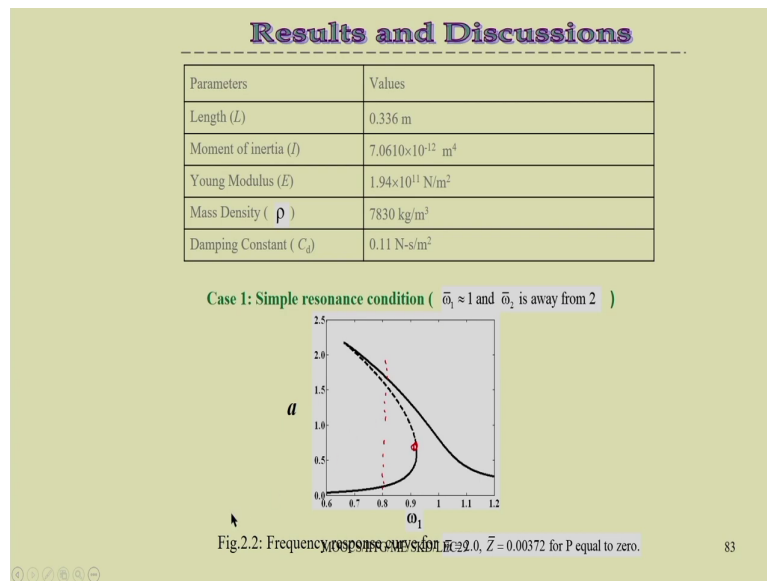 Results and Discussions
Parameters Values
Length (L) 0.336 m
Moment of inertia (I) 7.0610×10⁻¹² m⁴
Young Modulus (E) 1.94×10¹¹ N/m²
Mass Density ( ρ ) 7830 kg/m³
Damping Constant ( C_d) 0.11 N-s/m²
Case 1: Simple resonance condition ( ω̅₁ ≈ 1 and ω̅₂ is away from 2 )
2.5
2.0
1.5
a
1.0
0.5
0.0
0.6 0.7 0.8 0.9 1 1.1 1.2
ω₁
Fig.2.2: Frequency response curve for = 2.0, Z̅ = 0.00372 for P equal to zero.
83